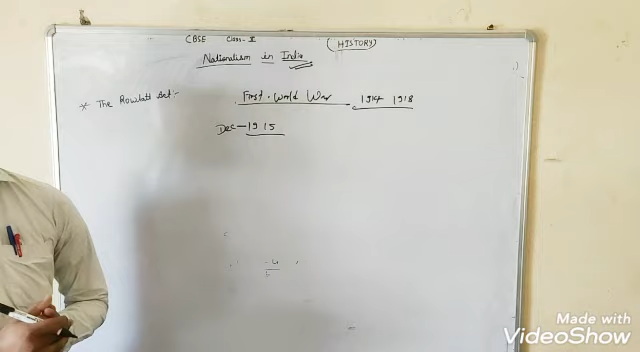 CBSE Class - X (HISTORY)
Nationalism in India
* The Rowlatt Act:- First World War 1914 1918
Dec - 1915
Made with
VideoShow